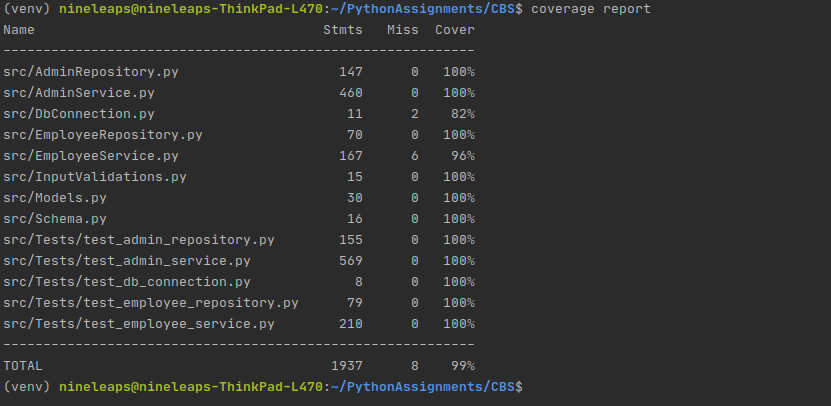 (venv) nineleaps@nineleaps-ThinkPad-L470:~/PythonAssignments/CBS$ coverage report
Name                                    Stmts   Miss  Cover
-----------------------------------------------------------
src/AdminRepository.py                    147      0   100%
src/AdminService.py                       460      0   100%
src/DbConnection.py                        11      2    82%
src/EmployeeRepository.py                  70      0   100%
src/EmployeeService.py                    167      6    96%
src/InputValidations.py                    15      0   100%
src/Models.py                              30      0   100%
src/Schema.py                              16      0   100%
src/Tests/test_admin_repository.py        155      0   100%
src/Tests/test_admin_service.py           569      0   100%
src/Tests/test_db_connection.py             8      0   100%
src/Tests/test_employee_repository.py      79      0   100%
src/Tests/test_employee_service.py        210      0   100%
-----------------------------------------------------------
TOTAL                                    1937      8    99%
(venv) nineleaps@nineleaps-ThinkPad-L470:~/PythonAssignments/CBS$